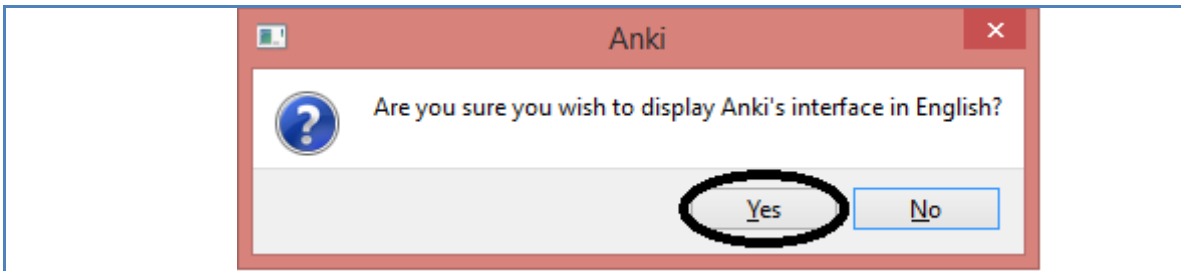 Anki
Are you sure you wish to display Anki's interface in English?
Yes No